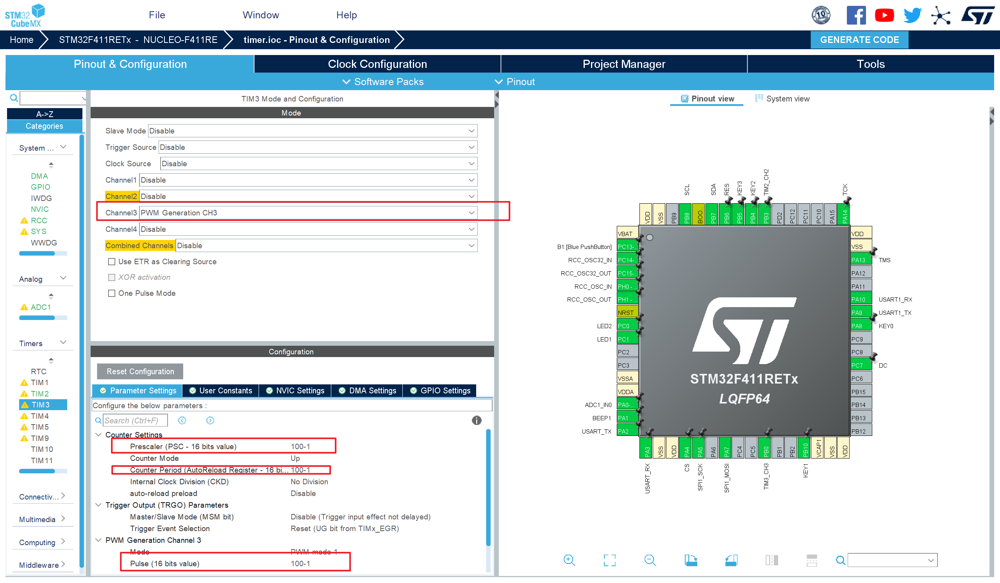 STM32
CubeMX
File
Window
Help
10
Home
STM32F411RETx - NUCLEO-F411RE
timer.ioc - Pinout & Configuration
GENERATE CODE
Pinout & Configuration
Clock Configuration
Project Manager
Tools
Software Packs
Pinout
A->Z
Categories
System ...
DMA
GPIO
IWDG
NVIC
RCC
SYS
WWDG
Analog
ADC1
Timers
RTC
TIM1
TIM2
TIM3
TIM4
TIM5
TIM9
TIM10
TIM11
Connectiv...
Multimedia
Computing
Middleware
TIM3 Mode and Configuration
Mode
Slave Mode Disable
Trigger Source Disable
Clock Source Disable
Channel1 Disable
Channel2 Disable
Channel3 PWM Generation CH3
Channel4 Disable
Combined Channels Disable
Use ETR as Clearing Source
XOR activation
One Pulse Mode
Configuration
Reset Configuration
Parameter Settings
User Constants
NVIC Settings
DMA Settings
GPIO Settings
Configure the below parameters :
Search (Ctrl+F)
Counter Settings
Prescaler (PSC - 16 bits value) 100-1
Counter Mode Up
Counter Period (AutoReload Register - 16 bi... 100-1
Internal Clock Division (CKD) No Division
auto-reload preload Disable
Trigger Output (TRGO) Parameters
Master/Slave Mode (MSM bit) Disable (Trigger input effect not delayed)
Trigger Event Selection Reset (UG bit from TIMx_EGR)
PWM Generation Channel 3
Mode PWM mode 1
Pulse (16 bits value) 100-1
Pinout view
System view
SCL
SDA
RES
KEY3
KEY2
TIM2_CH2
TCK
VDD
VSS
PB9
PB8
BOO..
PB7
PB6
PB5
PB4
PB3
PD2
PC12
PC11
PC10
PA15
PA14
VBAT
B1 [Blue PushButton] PC13-..
RCC_OSC32_IN PC14-..
RCC_OSC32_OUT PC15-..
RCC_OSC_IN PH0 - ..
RCC_OSC_OUT PH1 - ..
NRST
LED2 PC0
LED1 PC1
PC2
PC3
VSSA
VDDA
ADC1_IN0 PA0-..
BEEP1 PA1
USART_TX PA2
STM32F411RETx
LQFP64
VDD
VSS
PA13 TMS
PA12
PA11
PA10 USART1_RX
PA9 USART1_TX
PA8 KEY0
PC9
PC8
PC7 DC
PC6
PB15
PB14
PB13
PB12
PA3
VSS
VDD
PA4
PA5
PA6
PA7
PC4
PC5
PB0
PB1
PB2
PB10
VCAP1
VSS
VDD
USART_RX
CS
SPI1_SCK
SPI1_MOSI
TIM3_CH3
KEY1